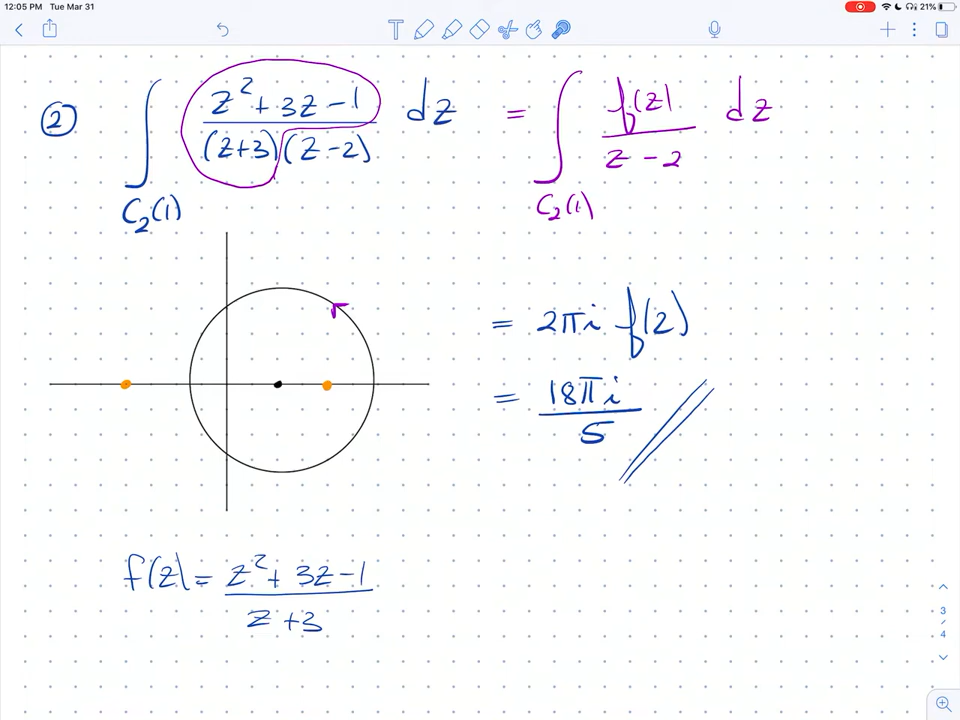 12:05 PM Tue Mar 31
21%
② ∫_{C₂(1)} (z² + 3z − 1)/((z+3)(z−2)) dz = ∫_{C₂(1)} f(z)/(z − 2) dz
= 2πi f(2)
= 18πi/5
f(z) = (z² + 3z − 1)/(z + 3)
3
/
4